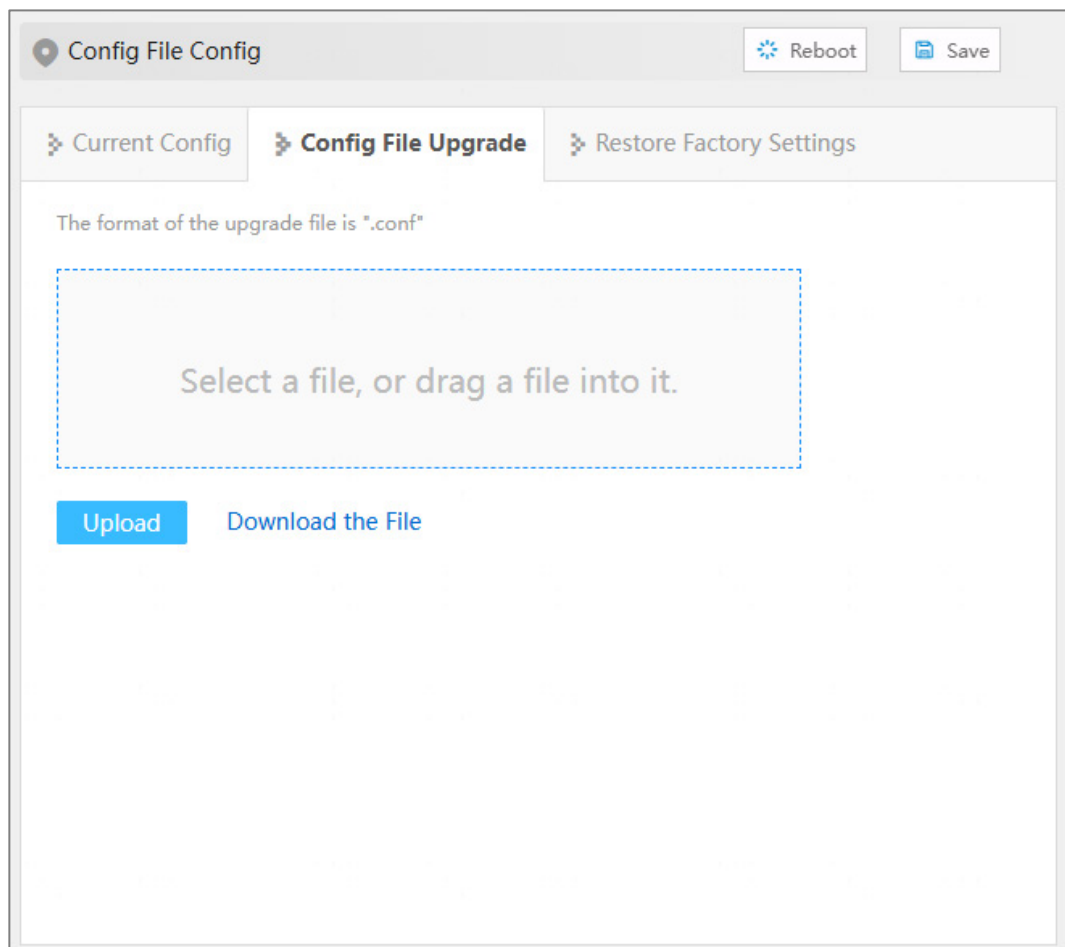 Config File Config
Reboot
Save
Current Config
Config File Upgrade
Restore Factory Settings
The format of the upgrade file is ".conf"
Select a file, or drag a file into it.
Upload
Download the File